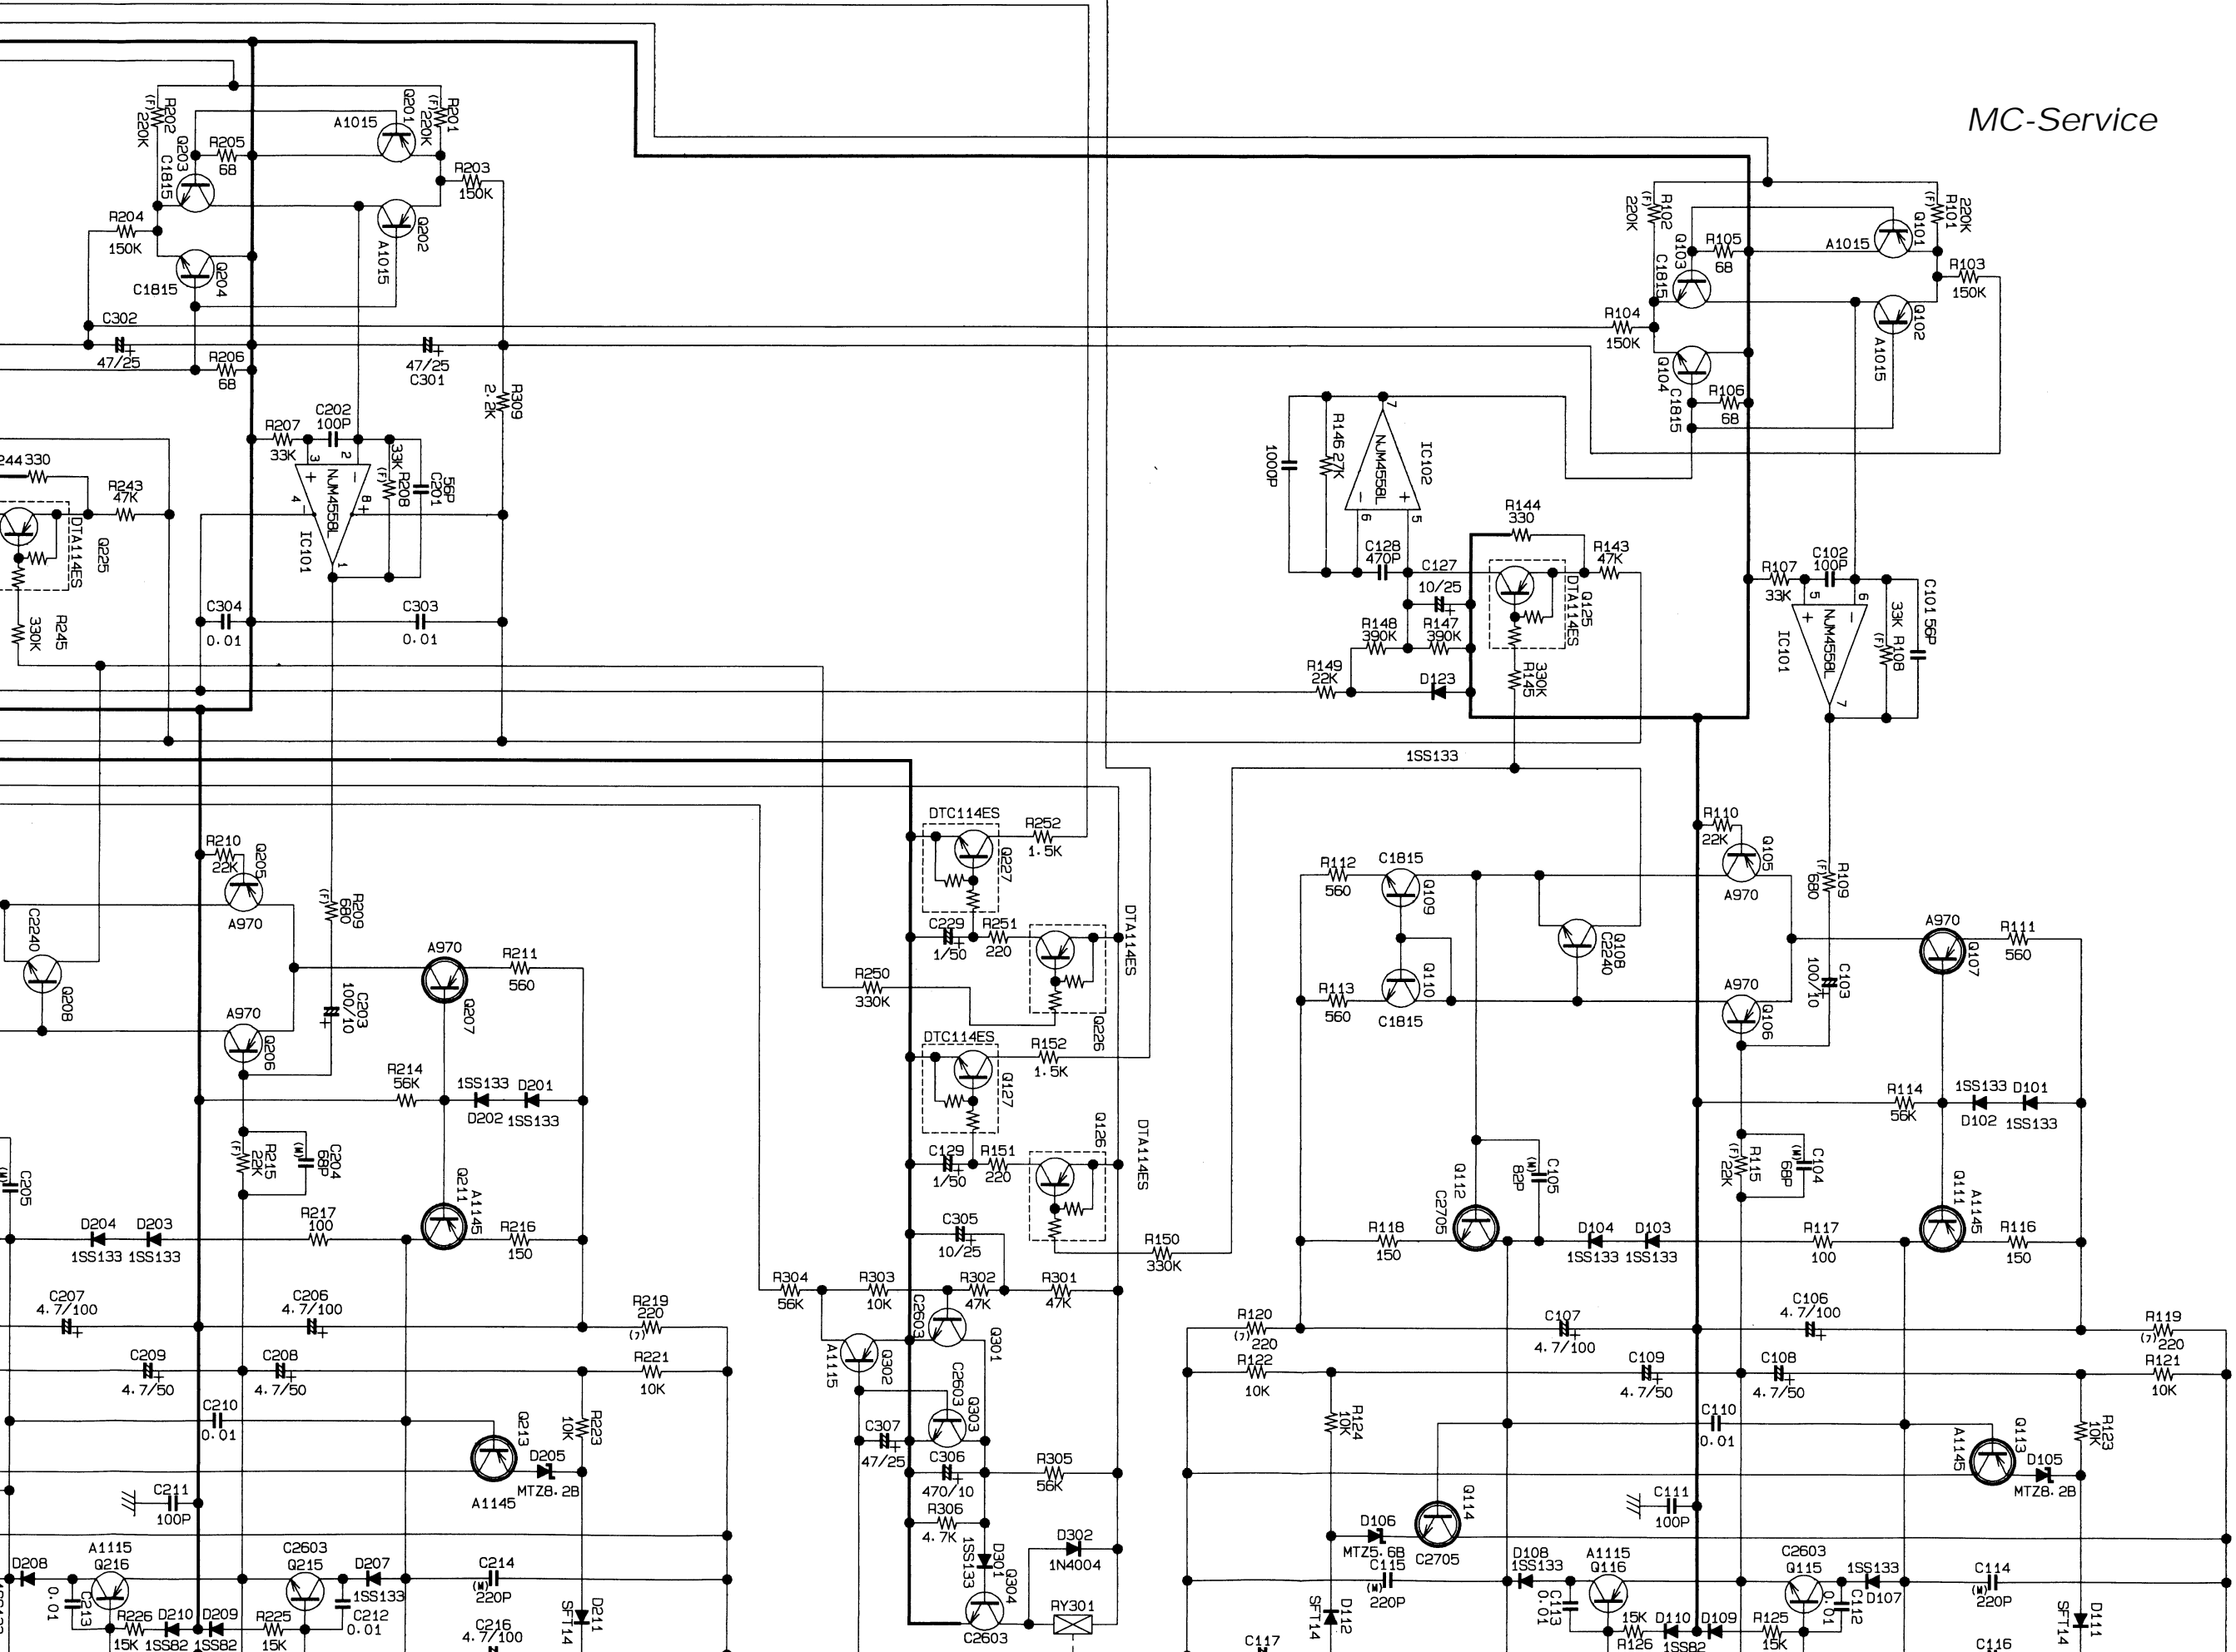 MC-Service
R202
(F)
220K
Q203
C1815
R205
68
A1015
Q201
R201
(F)
220K
R203
150K
R204
150K
Q202
A1015
Q204
C1815
C302
47/25
R206
68
47/25
C301
R309
2.2K
R207
33K
C202
100P
3
2
+
-
4
-
8
+
NJM4558L
IC101
1
33K
R208
(F)
56P
C201
244 330
R243
47K
DTA114ES
Q225
R245
330K
C304
0.01
C303
0.01
R102
(F)
220K
Q103
C1815
R105
68
A1015
Q101
R101
(F)
220K
R103
150K
R104
150K
Q102
A1015
Q104
C1815
R106
68
1000P
R146
27K
7
NJM4558L
IC102
-
+
6
5
R144
330
C128
470P
C127
10/25
R143
47K
Q125
DTA114ES
R148
390K
R147
390K
R149
22K
D123
330K
R145
1SS133
R107
33K
C102
100P
5
6
+
-
NJM4558L
IC101
7
33K
R108
(F)
C101
56P
R210
22K
Q205
A970
C2240
Q208
R209
(F)
680
C203
100/10
+
A970
Q206
A970
Q207
R211
560
R214
56K
1SS133
D202
D201
1SS133
R215
(F)
22K
C204
(M)
68P
C205
(M)
Q211
A1145
R217
100
R216
150
D204
1SS133
D203
1SS133
C207
4.7/100
C206
4.7/100
R219
220
(7)
C209
4.7/50
C208
4.7/50
R221
10K
C210
0.01
Q213
A1145
D205
MTZ8.2B
R223
10K
C211
100P
D208
A1115
Q216
C2603
Q215
D207
1SS133
C214
(M)
220P
0.01
C213
R226
15K
D210
1SS82
D209
1SS82
R225
15K
C212
0.01
C216
4.7/100
D211
SFT14
DTC114ES
R252
1.5K
Q227
C229
1/50
R251
220
DTA114ES
Q226
R250
330K
DTC114ES
R152
1.5K
Q127
C129
1/50
R151
220
Q126
DTA114ES
C305
10/25
R150
330K
R304
56K
R303
10K
R302
47K
R301
47K
C2603
Q301
A1115
Q302
C2603
Q303
C307
47/25
C306
470/10
R305
56K
R306
4.7K
1SS133
D301
D302
1N4004
Q304
C2603
RY301
R112
560
C1815
Q109
R113
560
Q110
C1815
Q108
C2240
R110
22K
Q105
A970
R109
(F)
680
C103
100/10
+
A970
Q106
A970
Q107
R111
560
R114
56K
1SS133
D102
D101
1SS133
R115
(F)
22K
C104
(M)
68P
Q112
C2705
C105
(M)
82P
R118
150
D104
1SS133
D103
1SS133
R117
100
Q111
A1145
R116
150
R120
(7)
220
C107
4.7/100
C106
4.7/100
R119
(7)
220
R122
10K
C109
4.7/50
C108
4.7/50
R121
10K
R124
10K
C110
0.01
Q113
A1145
D105
MTZ8.2B
R123
10K
Q114
C2705
D106
MTZ5.6B
C111
100P
C115
(M)
220P
D108
1SS133
A1115
Q116
C2603
Q115
1SS133
D107
C114
(M)
220P
0.01
C113
15K
R126
D110
1SS82
D109
R125
15K
0.01
C112
D112
SFT14
D111
SFT14
C117
C116